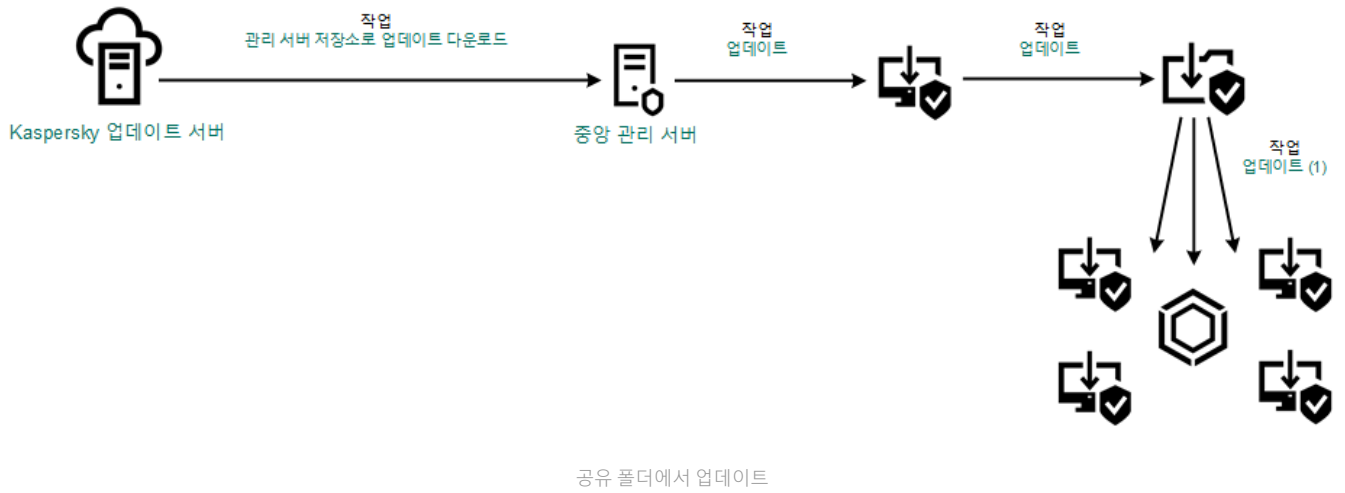 작업
관리 서버 저장소로 업데이트 다운로드
작업
업데이트
작업
업데이트
Kaspersky 업데이트 서버
중앙 관리 서버
작업
업데이트 (1)
공유 폴더에서 업데이트